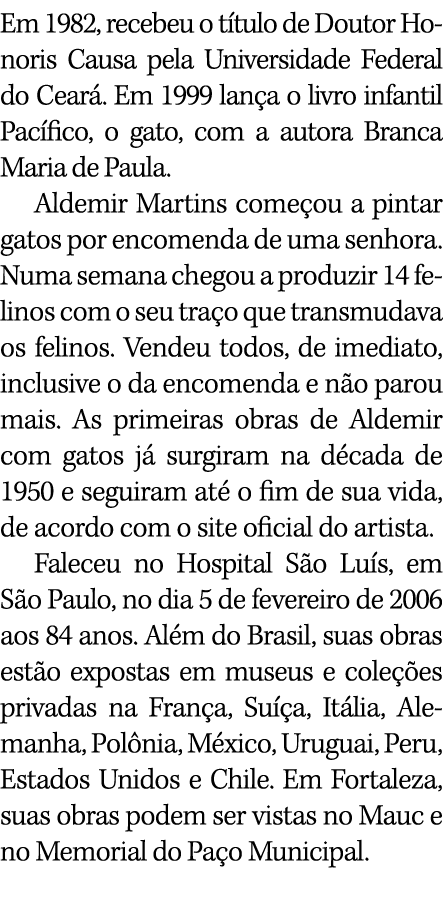 Em 1982, recebeu o título de Doutor Ho-
noris Causa pela Universidade Federal
do Ceará. Em 1999 lança o livro infantil
Pacífico, o gato, com a autora Branca
Maria de Paula.
Aldemir Martins começou a pintar
gatos por encomenda de uma senhora.
Numa semana chegou a produzir 14 fe-
linos com o seu traço que transmudava
os felinos. Vendeu todos, de imediato,
inclusive o da encomenda e não parou
mais. As primeiras obras de Aldemir
com gatos já surgiram na década de
1950 e seguiram até o fim de sua vida,
de acordo com o site oficial do artista.
Faleceu no Hospital São Luís, em
São Paulo, no dia 5 de fevereiro de 2006
aos 84 anos. Além do Brasil, suas obras
estão expostas em museus e coleções
privadas na França, Suíça, Itália, Ale-
manha, Polônia, México, Uruguai, Peru,
Estados Unidos e Chile. Em Fortaleza,
suas obras podem ser vistas no Mauc e
no Memorial do Paço Municipal.